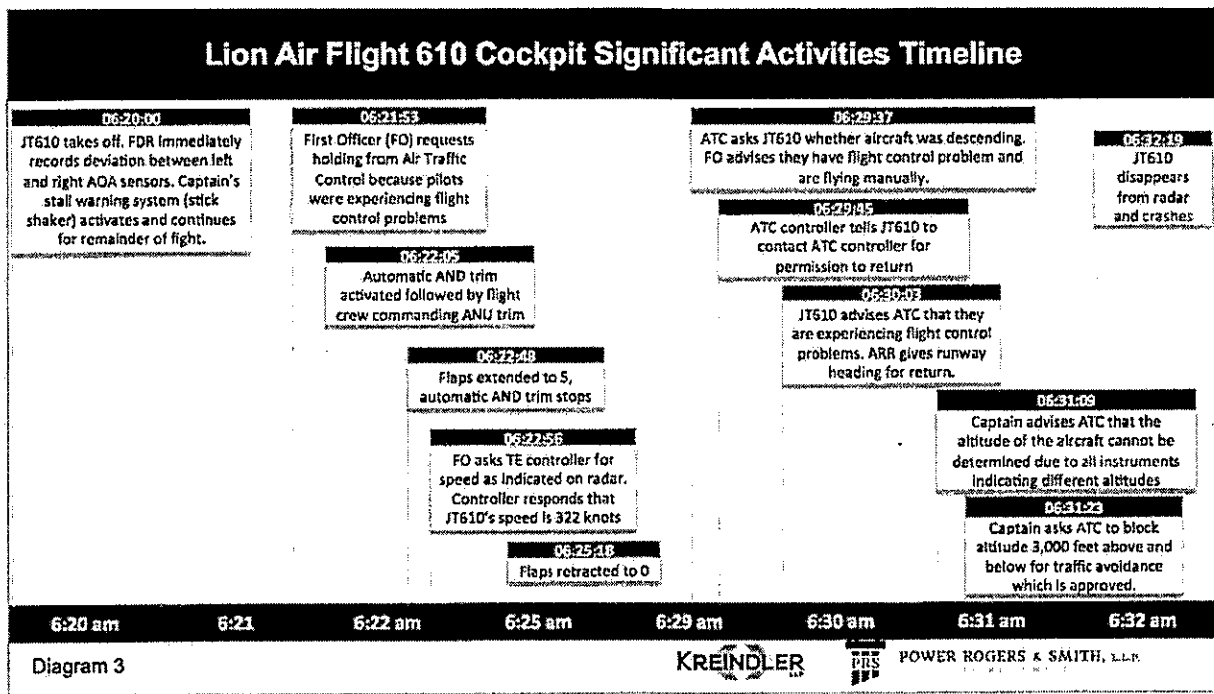 Lion Air Flight 610 Cockpit Significant Activities Timeline
06:20:00
JT610 takes off. FDR immediately
records deviation between left
and right AOA sensors. Captain's
stall warning system (stick
shaker) activates and continues
for remainder of fight.
06:21:53
First Officer (FO) requests
holding from Air Traffic
Control because pilots
were experiencing flight
control problems
06:22:05
Automatic AND trim
activated followed by flight
crew commanding ANU trim
06:22:48
Flaps extended to 5,
automatic AND trim stops
06:22:56
FO asks TE controller for
speed as indicated on radar.
Controller responds that
JT610's speed is 322 knots
06:25:18
Flaps retracted to 0
06:29:37
ATC asks JT610 whether aircraft was descending.
FO advises they have flight control problem and
are flying manually.
06:29:45
ATC controller tells JT610 to
contact ATC controller for
permission to return
06:30:03
JT610 advises ATC that they
are experiencing flight control
problems. ARR gives runway
heading for return.
06:31:09
Captain advises ATC that the
altitude of the aircraft cannot be
determined due to all instruments
indicating different altitudes
06:31:23
Captain asks ATC to block
altitude 3,000 feet above and
below for traffic avoidance
which is approved.
06:32:49
JT610
disappears
from radar
and crashes
6:20 am 6:21 6:22 am 6:25 am 6:29 am 6:30 am 6:31 am 6:32 am
Diagram 3
KREINDLER LLP
PRS
POWER ROGERS & SMITH, L.L.P.